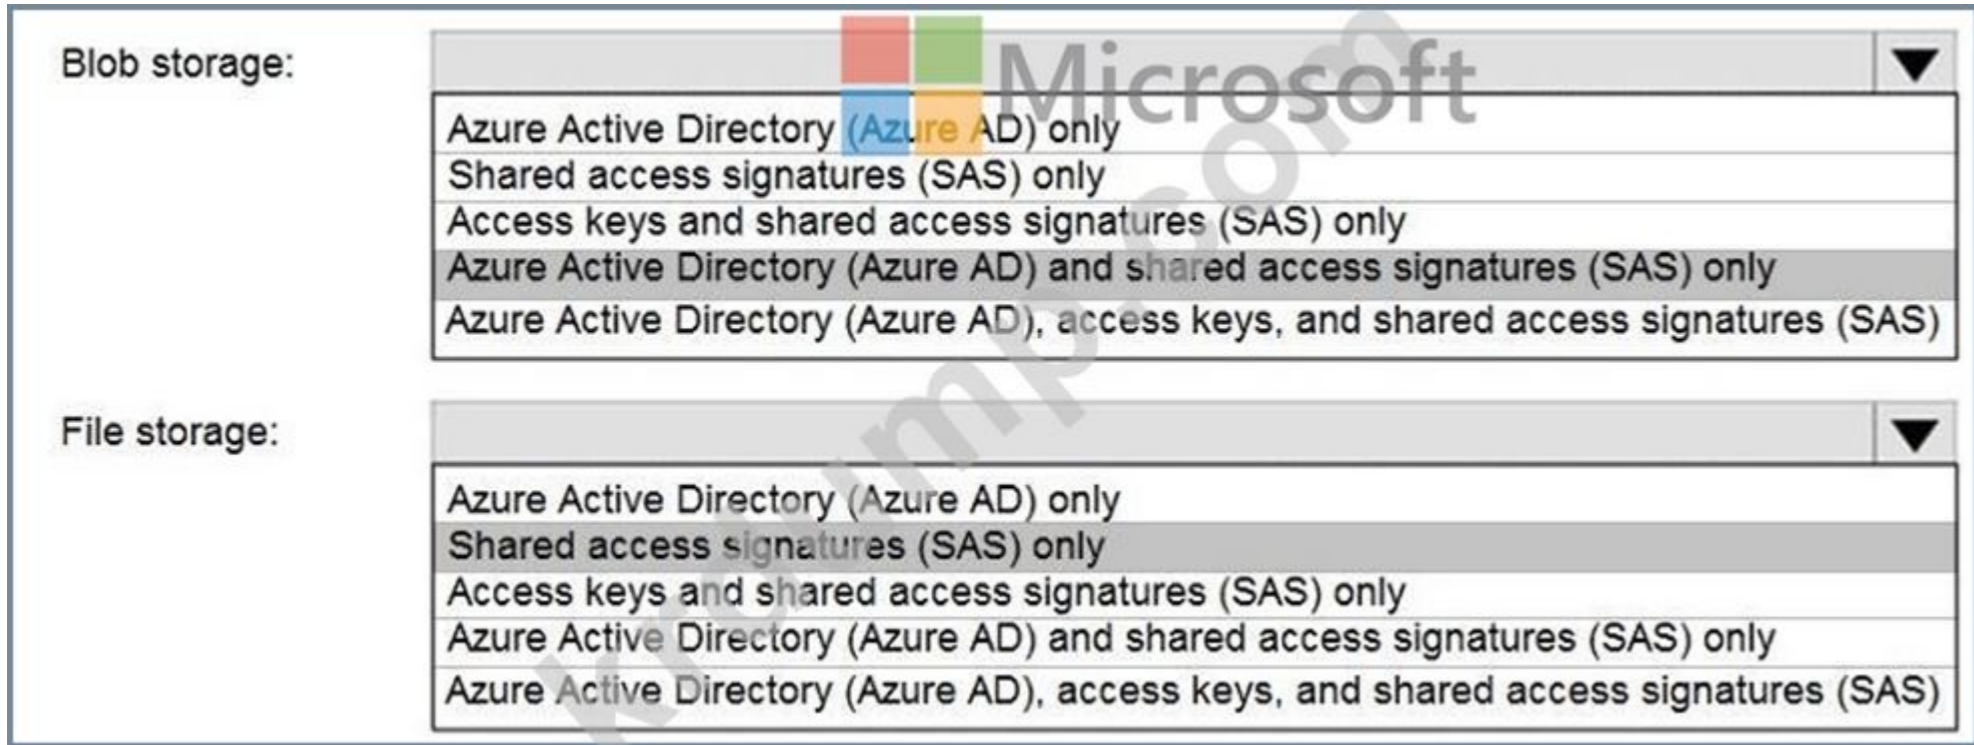 Blob storage:
Microsoft
Azure Active Directory (Azure AD) only
Shared access signatures (SAS) only
Access keys and shared access signatures (SAS) only
Azure Active Directory (Azure AD) and shared access signatures (SAS) only
Azure Active Directory (Azure AD), access keys, and shared access signatures (SAS)
File storage:
Azure Active Directory (Azure AD) only
Shared access signatures (SAS) only
Access keys and shared access signatures (SAS) only
Azure Active Directory (Azure AD) and shared access signatures (SAS) only
Azure Active Directory (Azure AD), access keys, and shared access signatures (SAS)
krdump.com